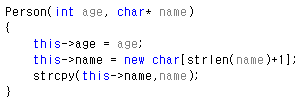 Person(int age, char* name)
{
    this->age = age;
    this->name = new char[strlen(name)+1];
    strcpy(this->name,name);
}